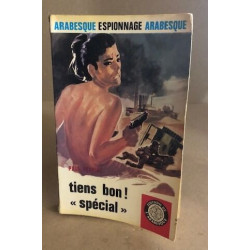 ARABESQUE ESPIONNAGE ARABESQUE
tiens bon !
« spécial »